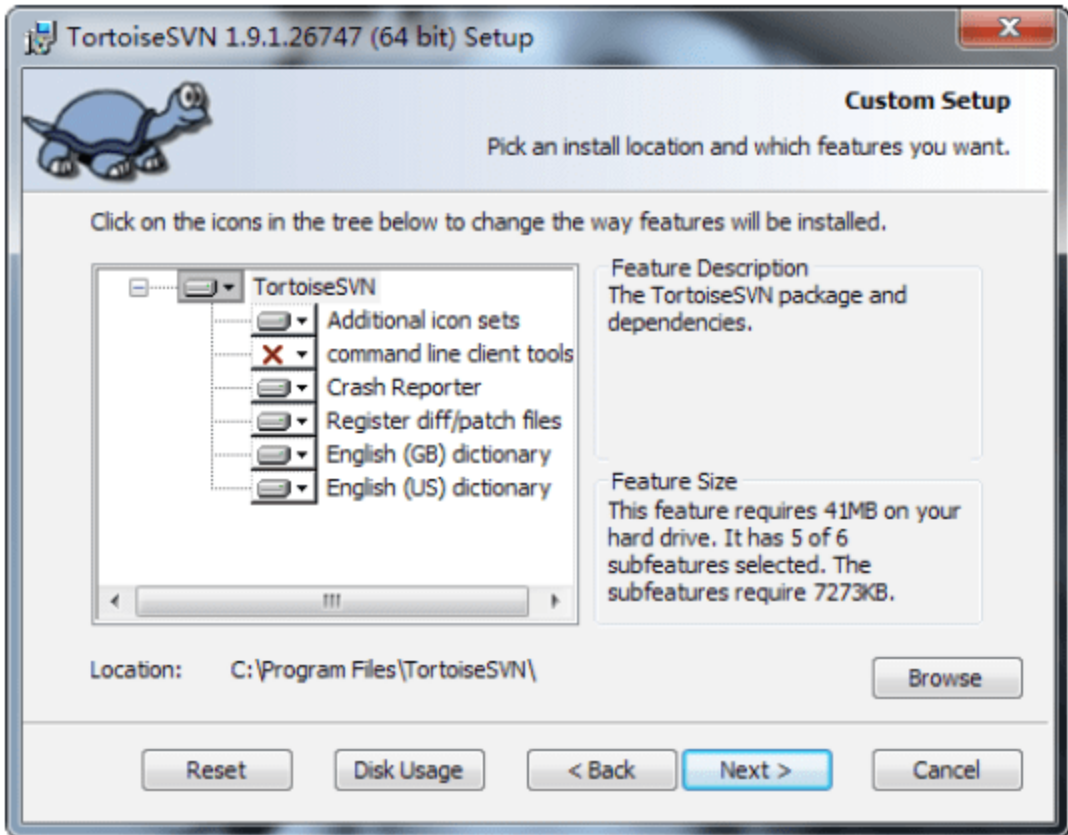 TortoiseSVN 1.9.1.26747 (64 bit) Setup
Custom Setup
Pick an install location and which features you want.
Click on the icons in the tree below to change the way features will be installed.
TortoiseSVN
Additional icon sets
command line client tools
Crash Reporter
Register diff/patch files
English (GB) dictionary
English (US) dictionary
Feature Description
The TortoiseSVN package and
dependencies.
Feature Size
This feature requires 41MB on your
hard drive. It has 5 of 6
subfeatures selected. The
subfeatures require 7273KB.
Location: C:\Program Files\TortoiseSVN\
Browse
Reset
Disk Usage
< Back
Next >
Cancel